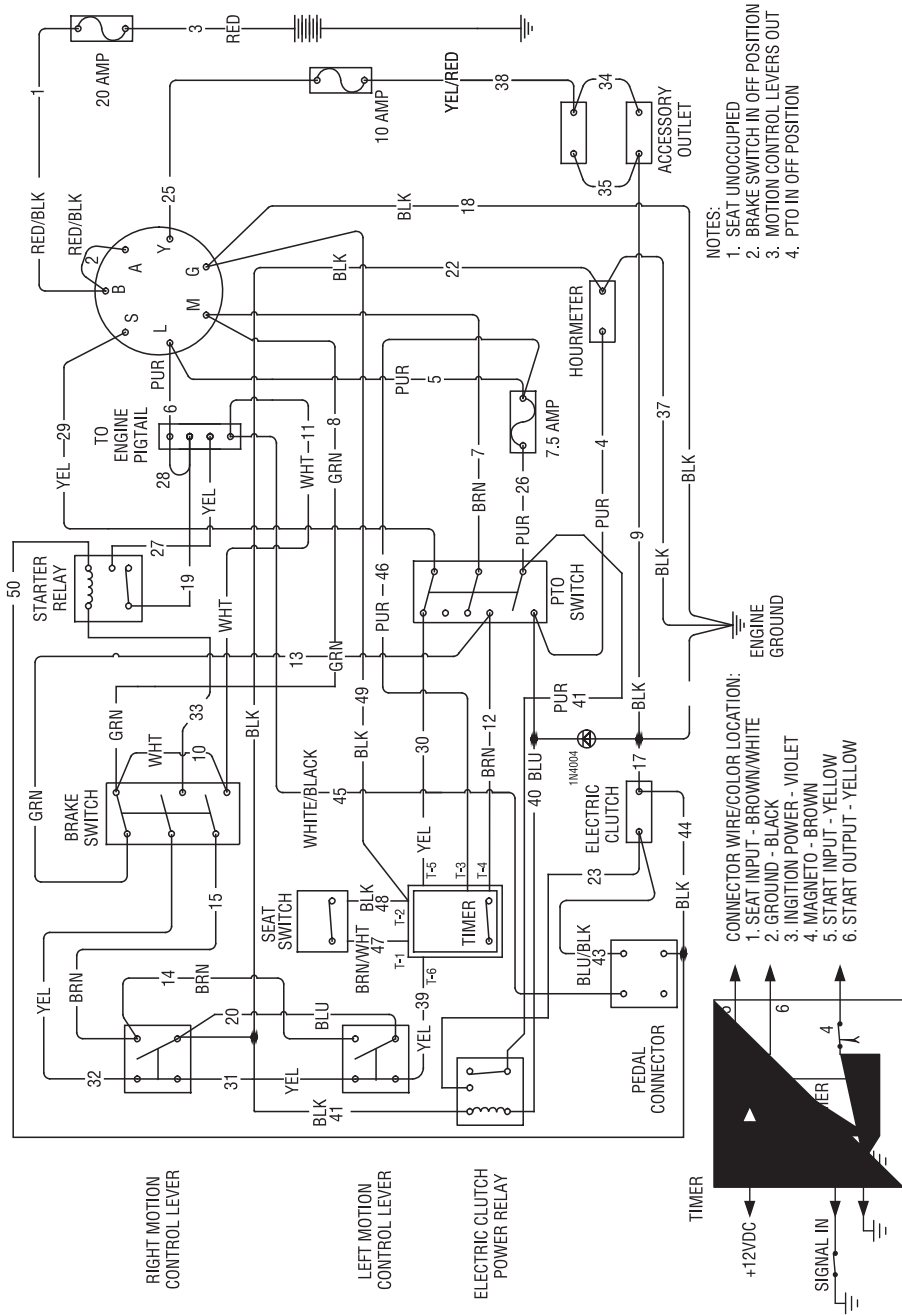 50
STARTER
RELAY
TO
ENGINE
PIGTAIL
YEL
29
RED/BLK
1
RED/BLK
2
20 AMP
3
RED
S
B
A
L
Y
M
G
PUR
6
28
YEL
27
19
WHT
11
GRN
8
25
10 AMP
YEL/RED
38
34
35
ACCESSORY
OUTLET
BLK
18
BLK
22
PUR
5
7.5 AMP
BRN
7
PUR
26
PUR
46
HOURMETER
PUR
4
37
BLK
BLK
9
BLK
GRN
BRAKE
SWITCH
GRN
WHT
10
33
WHT
13
GRN
BLK
WHITE/BLACK
45
BLK
49
PTO
SWITCH
YEL
30
BRN
12
40
BLU
PUR
41
1N4004
ENGINE
GROUND
15
YEL
BRN
14
BRN
20
BLU
32
31
YEL
SEAT
SWITCH
BRN/WHT
47
BLK
48
T-1
T-2
T-3
T-4
T-5
T-6
TIMER
YEL
39
BLK
41
ELECTRIC
CLUTCH
17
23
BLU/BLK
43
44
BLK
PEDAL
CONNECTOR
RIGHT MOTION
CONTROL LEVER
LEFT MOTION
CONTROL LEVER
ELECTRIC CLUTCH
POWER RELAY
NOTES:
1. SEAT UNOCCUPIED
2. BRAKE SWITCH IN OFF POSITION
3. MOTION CONTROL LEVERS OUT
4. PTO IN OFF POSITION
CONNECTOR WIRE/COLOR LOCATION:
1. SEAT INPUT - BROWN/WHITE
2. GROUND - BLACK
3. INGITION POWER - VIOLET
4. MAGNETO - BROWN
5. START INPUT - YELLOW
6. START OUTPUT - YELLOW
TIMER
+12VDC
SIGNAL IN
6
4